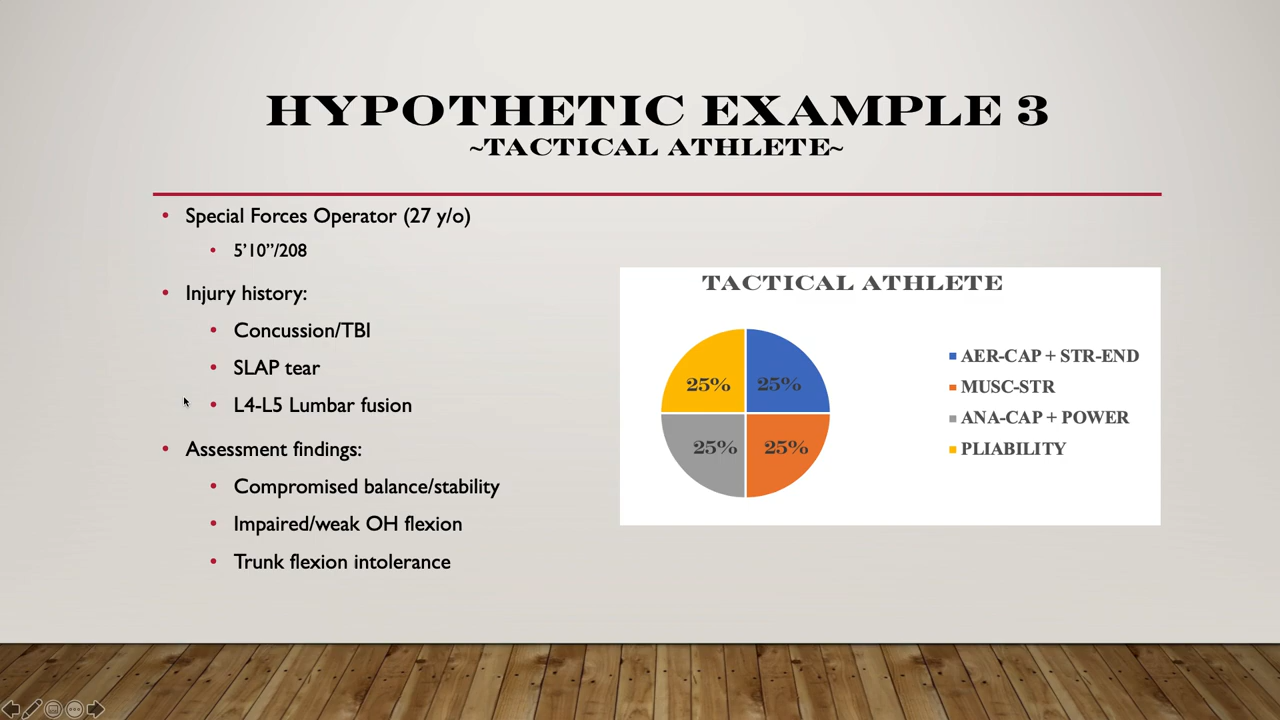 HYPOTHETIC EXAMPLE 3
~TACTICAL ATHLETE~
• Special Forces Operator (27 y/o)
• 5'10”/208
• Injury history:
• Concussion/TBI
• SLAP tear
• L4-L5 Lumbar fusion
• Assessment findings:
• Compromised balance/stability
• Impaired/weak OH flexion
• Trunk flexion intolerance
TACTICAL ATHLETE
25% 25%
25% 25%
AER-CAP + STR-END
MUSC-STR
ANA-CAP + POWER
PLIABILITY